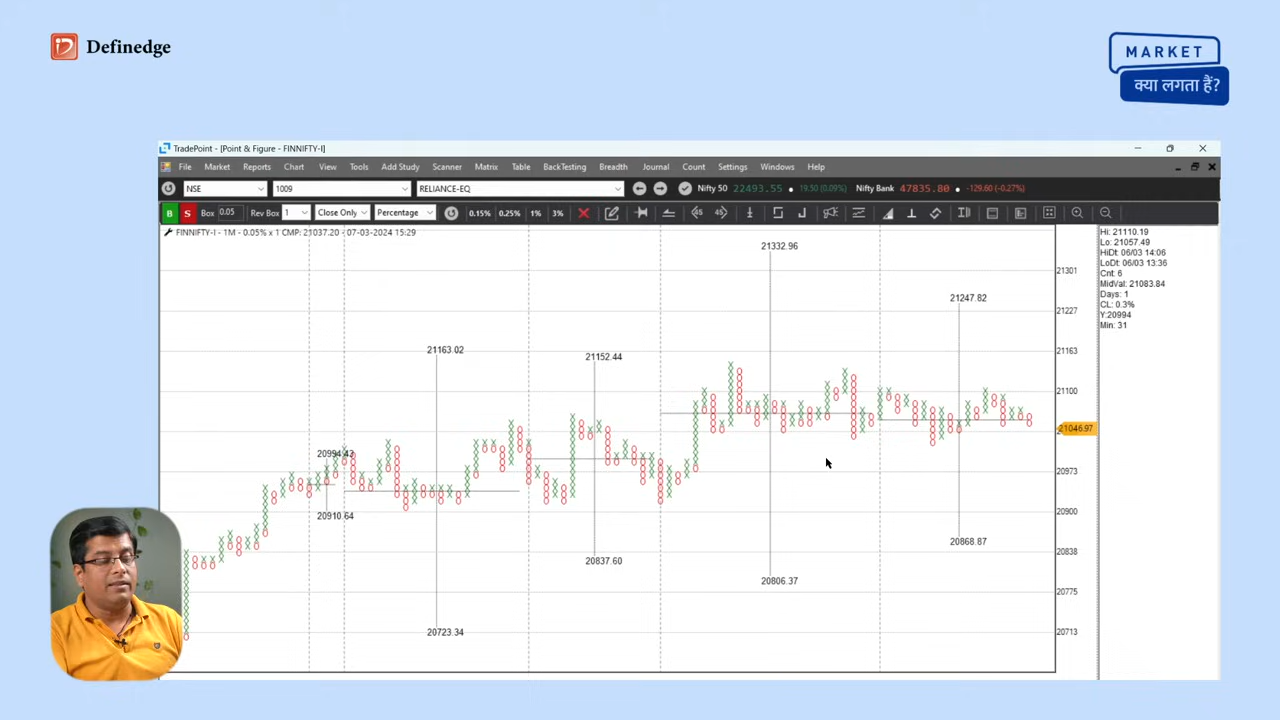 Definedge
MARKET
क्या लगता हैं?
TradePoint - [Point & Figure - FINNIFTY-I]
File Market Reports Chart View Tools Add Study Scanner Matrix Table BackTesting Breadth Journal Count Settings Windows Help
NSE 1009 RELIANCE-EQ Nifty 50 22493.55 19.50 (0.09%) Nifty Bank 47835.80 -129.60 (-0.27%)
B S Box 0.05 Rev Box 1 Close Only Percentage 0.15% 0.25% 1% 3%
FINNIFTY-I - 1M - 0.05% x 1 CMP: 21037.20 - 07-03-2024 15:29
Hi: 21110.19
Lo: 21057.49
HiDt: 06/03 14:06
LoDt: 06/03 13:36
Cnt: 6
MidVal: 21083.84
Days: 1
CL: 0.3%
Y:20994
Min: 31
21332.96
21301
21247.82
21227
21163.02
21152.44
21163
21100
21046.97
20994.43
20973
20910.64
20900
20868.87
20838
20837.60
20806.37
20775
20723.34
20713